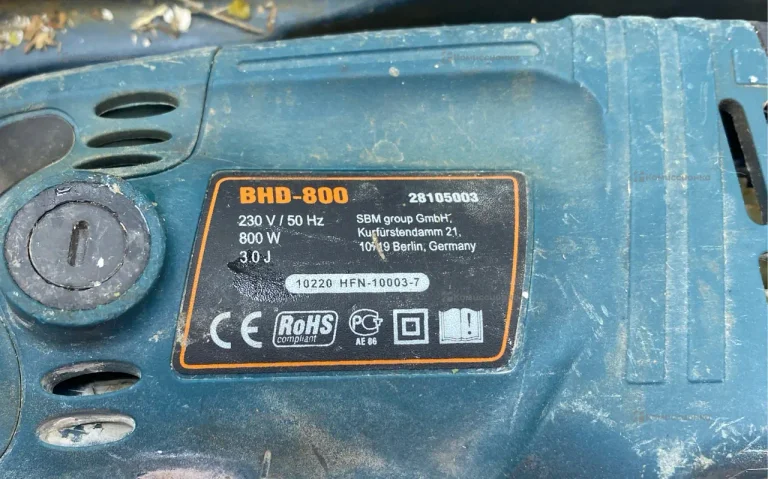 BHD-800 28105003
230 V / 50 Hz
800 W
3.0 J
SBM group GmbH,
Kurfürstendamm 21,
10719 Berlin, Germany
10220 HFN-10003-7
CE RoHS compliant PG AE 86